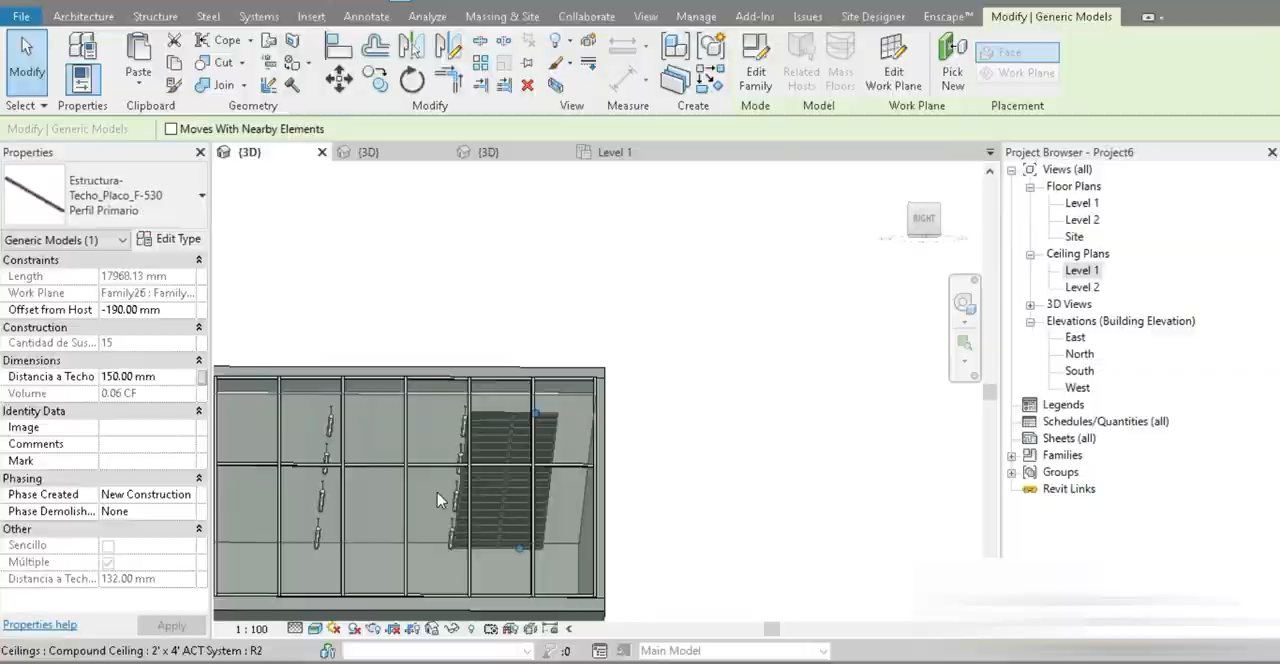 File Architecture Structure Steel Systems Insert Annotate Analyze Massing & Site Collaborate View Manage Add-Ins Issues Site Designer Enscape™ Modify | Generic Models
Cope
Cut
Join
Modify Paste Edit Family Related Hosts Mass Floors Edit Work Plane Pick New
Face
Work Plane
Select Properties Clipboard Geometry Modify View Measure Create Mode Model Work Plane Placement
Modify | Generic Models Moves With Nearby Elements
Properties
{3D} {3D} {3D} Level 1
Project Browser - Project6
Estructura-
Techo_Placo_F-530
Perfil Primario
Generic Models (1) Edit Type
Constraints
Length 17968.13 mm
Work Plane Family26 : Family...
Offset from Host -190.00 mm
Construction
Cantidad de Sus... 15
Dimensions
Distancia a Techo 150.00 mm
Volume 0.06 CF
Identity Data
Image
Comments
Mark
Phasing
Phase Created New Construction
Phase Demolish... None
Other
Sencillo
Múltiple
Distancia a Tech... 132.00 mm
Properties help Apply
RIGHT
Views (all)
Floor Plans
Level 1
Level 2
Site
Ceiling Plans
Level 1
Level 2
3D Views
Elevations (Building Elevation)
East
North
South
West
Legends
Schedules/Quantities (all)
Sheets (all)
Families
Groups
Revit Links
1 : 100
Ceilings : Compound Ceiling : 2' x 4' ACT System : R2 :0 Main Model